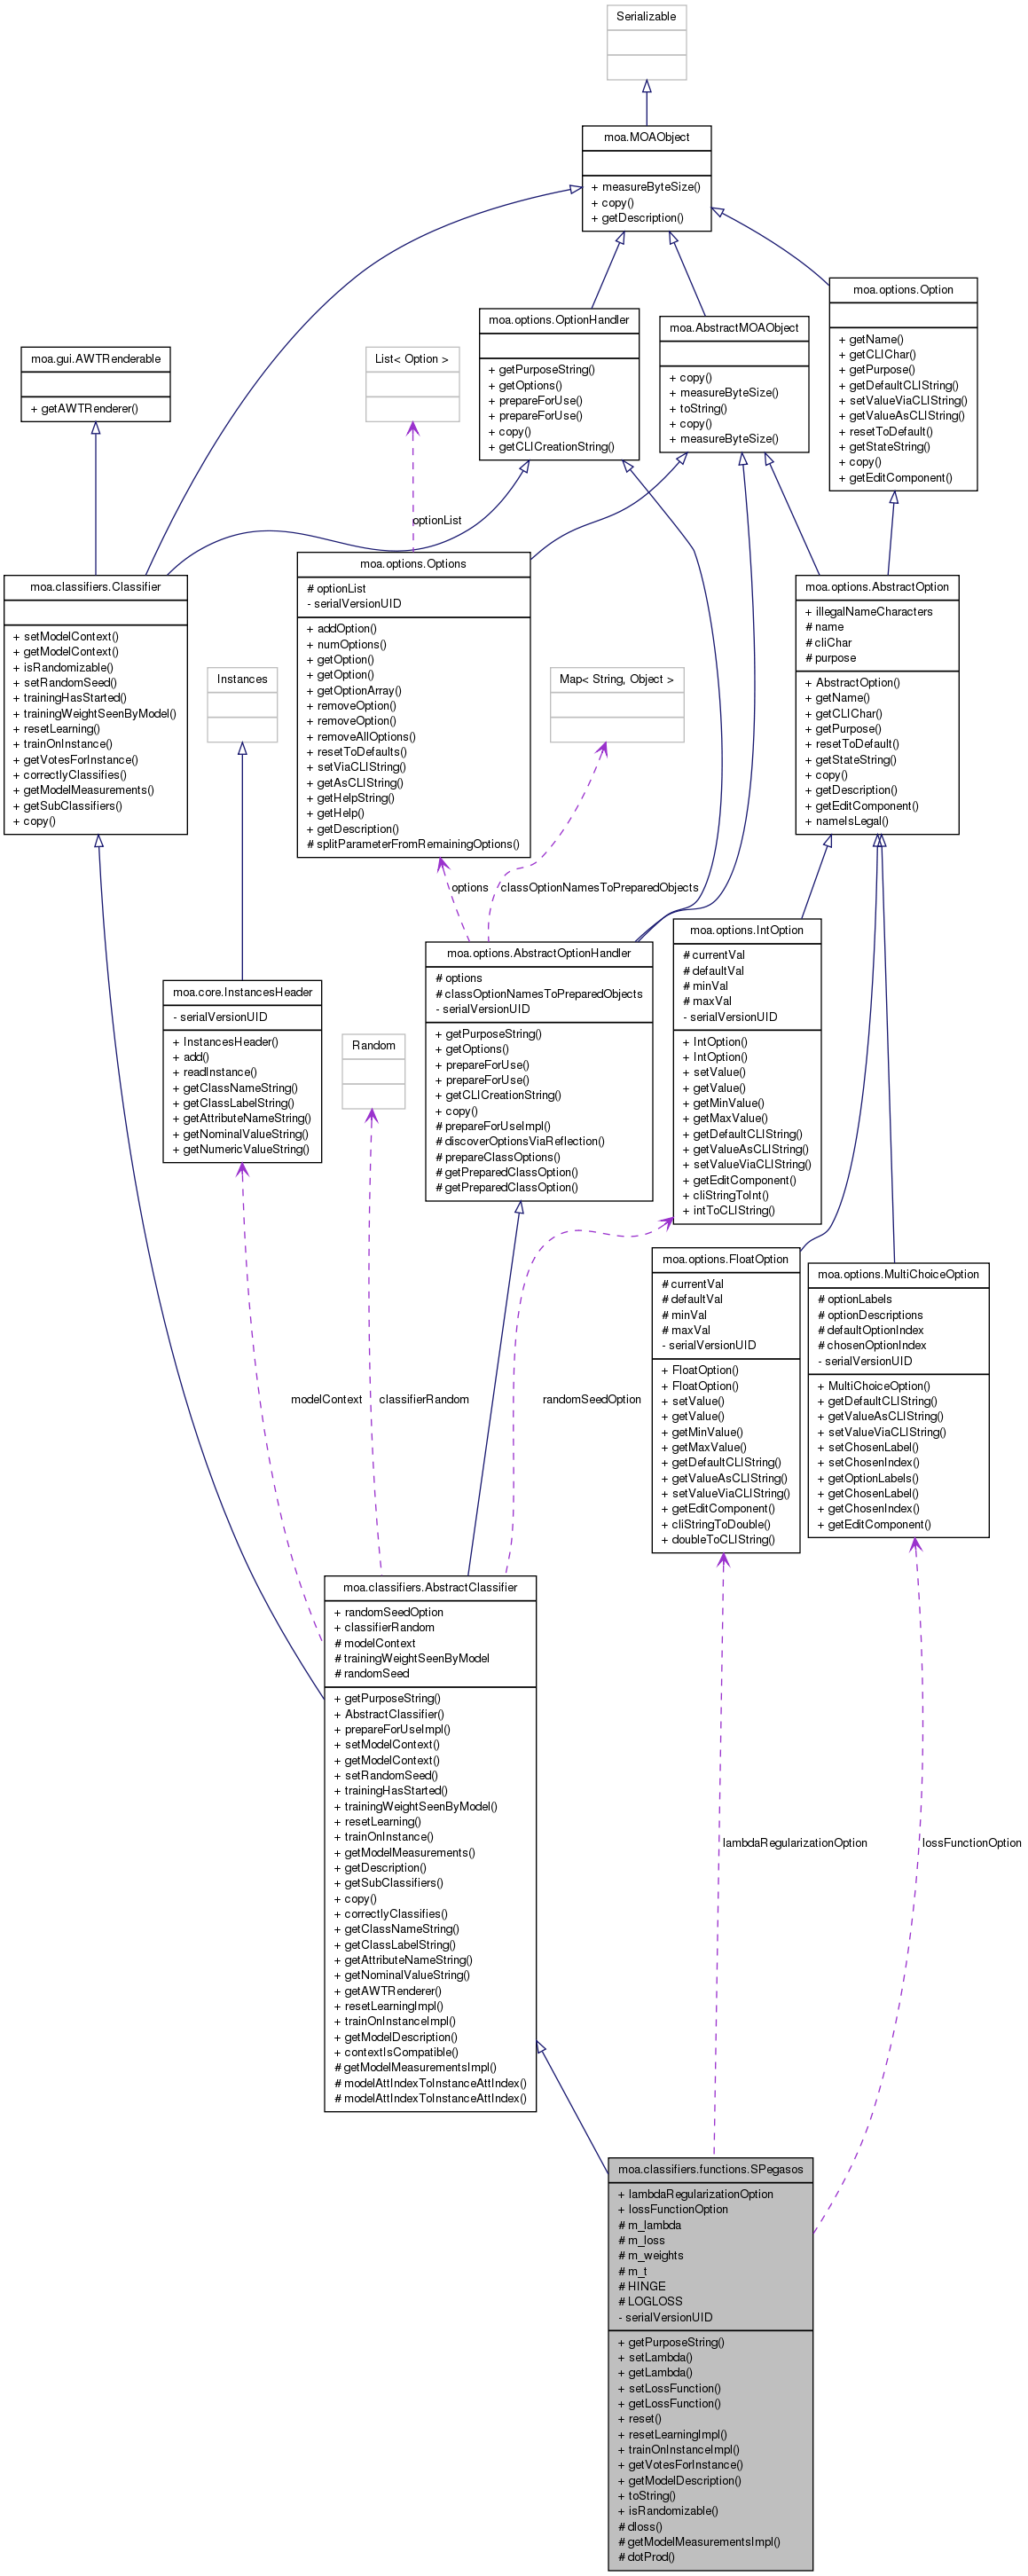 Serializable
moa.MOAObject
+ measureByteSize()
+ copy()
+ getDescription()
moa.options.Option
+ getName()
+ getCLIChar()
+ getPurpose()
+ getDefaultCLIString()
+ setValueViaCLIString()
+ getValueAsCLIString()
+ resetToDefault()
+ getStateString()
+ copy()
+ getEditComponent()
moa.options.OptionHandler
+ getPurposeString()
+ getOptions()
+ prepareForUse()
+ prepareForUse()
+ copy()
+ getCLICreationString()
moa.AbstractMOAObject
+ copy()
+ measureByteSize()
+ toString()
+ copy()
+ measureByteSize()
moa.gui.AWTRenderable
+ getAWTRenderer()
List< Option >
optionList
moa.classifiers.Classifier
+ setModelContext()
+ getModelContext()
+ isRandomizable()
+ setRandomSeed()
+ trainingHasStarted()
+ trainingWeightSeenByModel()
+ resetLearning()
+ trainOnInstance()
+ getVotesForInstance()
+ correctlyClassifies()
+ getModelMeasurements()
+ getSubClassifiers()
+ copy()
Instances
moa.options.Options
# optionList
- serialVersionUID
+ addOption()
+ numOptions()
+ getOption()
+ getOption()
+ getOptionArray()
+ removeOption()
+ removeOption()
+ removeAllOptions()
+ resetToDefaults()
+ setViaCLIString()
+ getAsCLIString()
+ getHelpString()
+ getHelp()
+ getDescription()
# splitParameterFromRemainingOptions()
Map< String, Object >
moa.options.AbstractOption
+ illegalNameCharacters
# name
# cliChar
# purpose
+ AbstractOption()
+ getName()
+ getCLIChar()
+ getPurpose()
+ resetToDefault()
+ getStateString()
+ copy()
+ getDescription()
+ getEditComponent()
+ nameIsLegal()
options
classOptionNamesToPreparedObjects
moa.core.InstancesHeader
- serialVersionUID
+ InstancesHeader()
+ add()
+ readInstance()
+ getClassNameString()
+ getClassLabelString()
+ getAttributeNameString()
+ getNominalValueString()
+ getNumericValueString()
Random
moa.options.AbstractOptionHandler
# options
# classOptionNamesToPreparedObjects
- serialVersionUID
+ getPurposeString()
+ getOptions()
+ prepareForUse()
+ prepareForUse()
+ getCLICreationString()
+ copy()
# prepareForUseImpl()
# discoverOptionsViaReflection()
# prepareClassOptions()
# getPreparedClassOption()
# getPreparedClassOption()
moa.options.IntOption
# currentVal
# defaultVal
# minVal
# maxVal
- serialVersionUID
+ IntOption()
+ IntOption()
+ setValue()
+ getValue()
+ getMinValue()
+ getMaxValue()
+ getDefaultCLIString()
+ getValueAsCLIString()
+ setValueViaCLIString()
+ getEditComponent()
+ cliStringToInt()
+ intToCLIString()
moa.options.FloatOption
# currentVal
# defaultVal
# minVal
# maxVal
- serialVersionUID
+ FloatOption()
+ FloatOption()
+ setValue()
+ getValue()
+ getMinValue()
+ getMaxValue()
+ getDefaultCLIString()
+ getValueAsCLIString()
+ setValueViaCLIString()
+ getEditComponent()
+ cliStringToDouble()
+ doubleToCLIString()
moa.options.MultiChoiceOption
# optionLabels
# optionDescriptions
# defaultOptionIndex
# chosenOptionIndex
- serialVersionUID
+ MultiChoiceOption()
+ getDefaultCLIString()
+ getValueAsCLIString()
+ setValueViaCLIString()
+ setChosenLabel()
+ setChosenIndex()
+ getOptionLabels()
+ getChosenLabel()
+ getChosenIndex()
+ getEditComponent()
modelContext
classifierRandom
randomSeedOption
moa.classifiers.AbstractClassifier
+ randomSeedOption
+ classifierRandom
# modelContext
# trainingWeightSeenByModel
# randomSeed
+ getPurposeString()
+ AbstractClassifier()
+ prepareForUseImpl()
+ setModelContext()
+ getModelContext()
+ setRandomSeed()
+ trainingHasStarted()
+ trainingWeightSeenByModel()
+ resetLearning()
+ trainOnInstance()
+ getModelMeasurements()
+ getDescription()
+ getSubClassifiers()
+ copy()
+ correctlyClassifies()
+ getClassNameString()
+ getClassLabelString()
+ getAttributeNameString()
+ getNominalValueString()
+ getAWTRenderer()
+ resetLearningImpl()
+ trainOnInstanceImpl()
+ getModelDescription()
+ contextIsCompatible()
# getModelMeasurementsImpl()
# modelAttIndexToInstanceAttIndex()
# modelAttIndexToInstanceAttIndex()
lambdaRegularizationOption
lossFunctionOption
moa.classifiers.functions.SPegasos
+ lambdaRegularizationOption
+ lossFunctionOption
# m_lambda
# m_loss
# m_weights
# m_t
# HINGE
# LOGLOSS
- serialVersionUID
+ getPurposeString()
+ setLambda()
+ getLambda()
+ setLossFunction()
+ getLossFunction()
+ reset()
+ resetLearningImpl()
+ trainOnInstanceImpl()
+ getVotesForInstance()
+ getModelDescription()
+ toString()
+ isRandomizable()
# dloss()
# getModelMeasurementsImpl()
# dotProd()